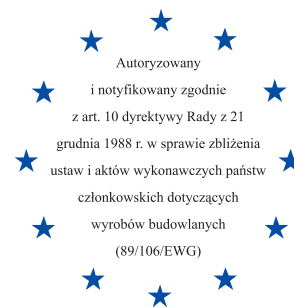 Autoryzowany
i notyfikowany zgodnie
z art. 10 dyrektywy Rady z 21
grudnia 1988 r. w sprawie zbliżenia
ustaw i aktów wykonawczych państw
członkowskich dotyczących
wyrobów budowlanych
(89/106/EWG)